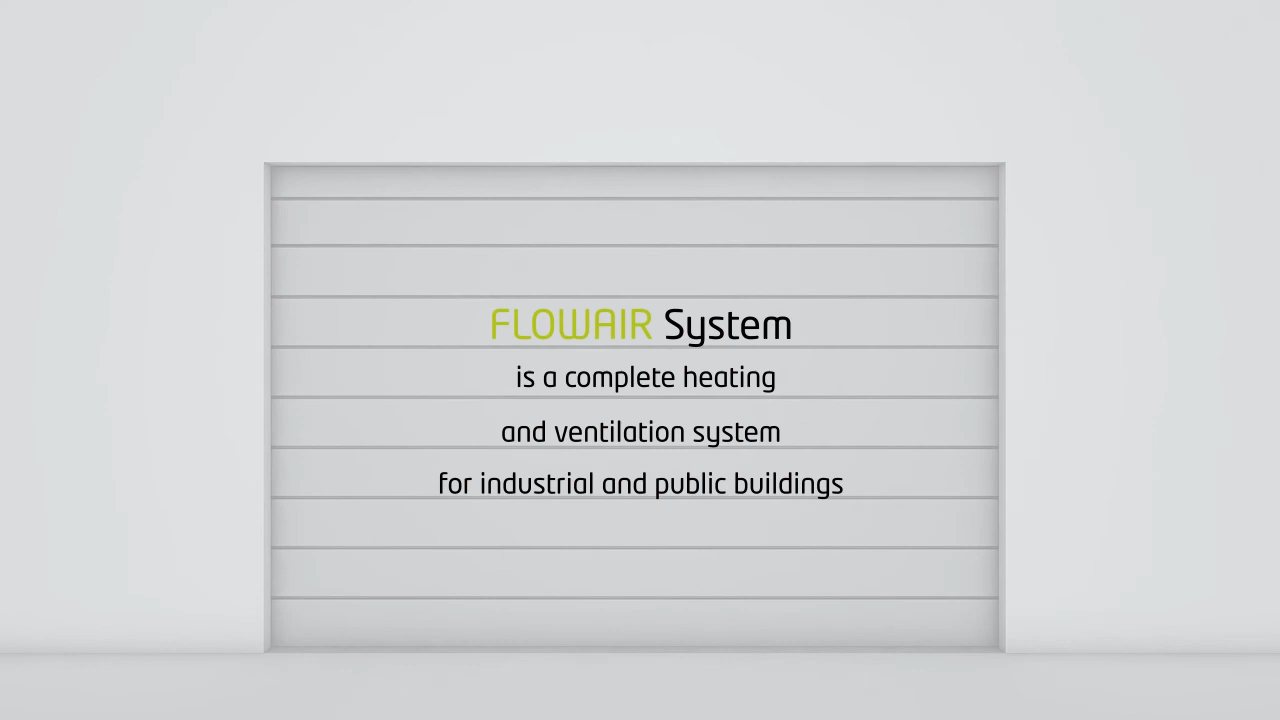 FLOWAIR System
is a complete heating
and ventilation system
for industrial and public buildings